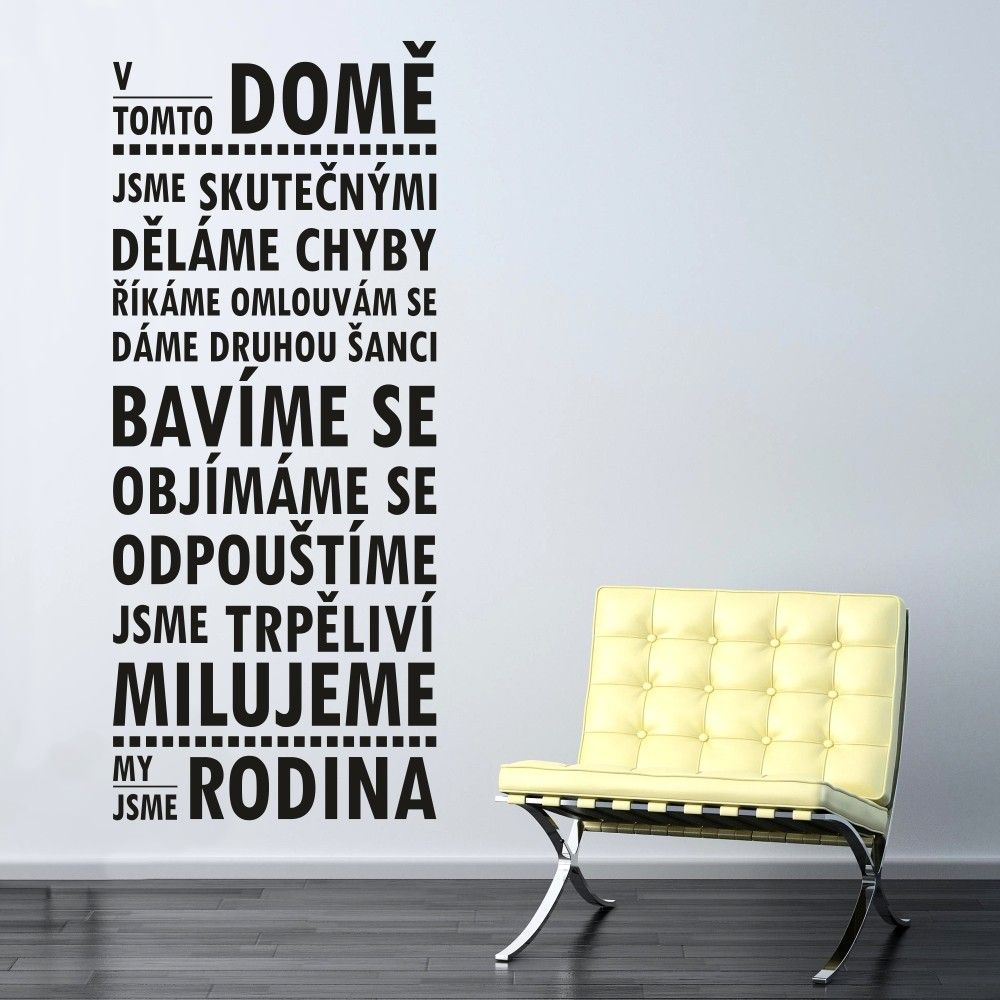 V
TOMTO DOMĚ
JSME SKUTEČNÝMI
DĚLÁME CHYBY
ŘÍKÁME OMLOUVÁM SE
DÁME DRUHOU ŠANCI
BAVÍME SE
OBJÍMÁME SE
ODPOUŠTÍME
JSME TRPĚLIVÍ
MILUJEME
MY
JSME RODINA